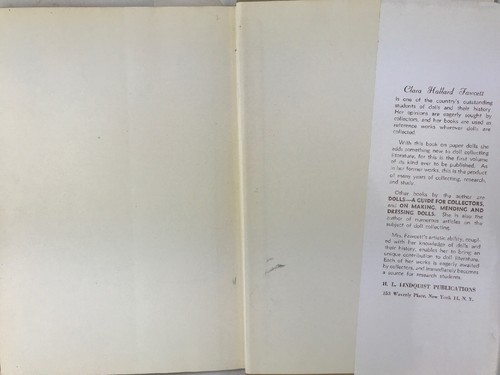 Clara Hallard Fawcett
is one of the country's outstanding
students of dolls and their history.
Her opinions are eagerly sought by
collectors, and her books are used as
reference works wherever dolls are
collected.
With this book on paper dolls she
adds something new to doll collecting
literature, for this is the first volume
of its kind ever to be published. As
in her former works, this is the product
of many years of collecting, research,
and study.
Other books by the author are
DOLLS—A GUIDE FOR COLLECTORS,
and ON MAKING, MENDING AND
DRESSING DOLLS. She is also the
author of numerous articles on the
subject of doll collecting.
Mrs. Fawcett's artistic ability, coupl-
ed with her knowledge of dolls and
their history, enables her to bring an
unique contribution to doll literature.
Each of her works is eagerly awaited
by collectors, and immediately becomes
a source for research students.
H. L. LINDQUIST PUBLICATIONS
153 Waverly Place, New York 14, N. Y.